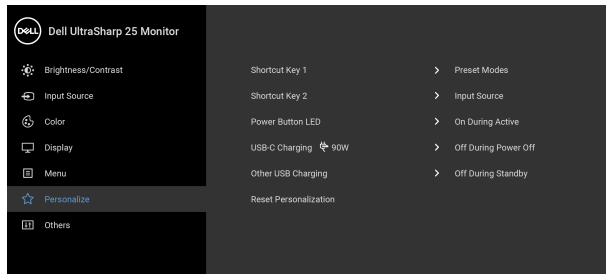 DELL Dell UltraSharp 25 Monitor
Brightness/Contrast
Input Source
Color
Display
Menu
Personalize
Others
Shortcut Key 1 > Preset Modes
Shortcut Key 2 > Input Source
Power Button LED > On During Active
USB-C Charging 90W > Off During Power Off
Other USB Charging > Off During Standby
Reset Personalization